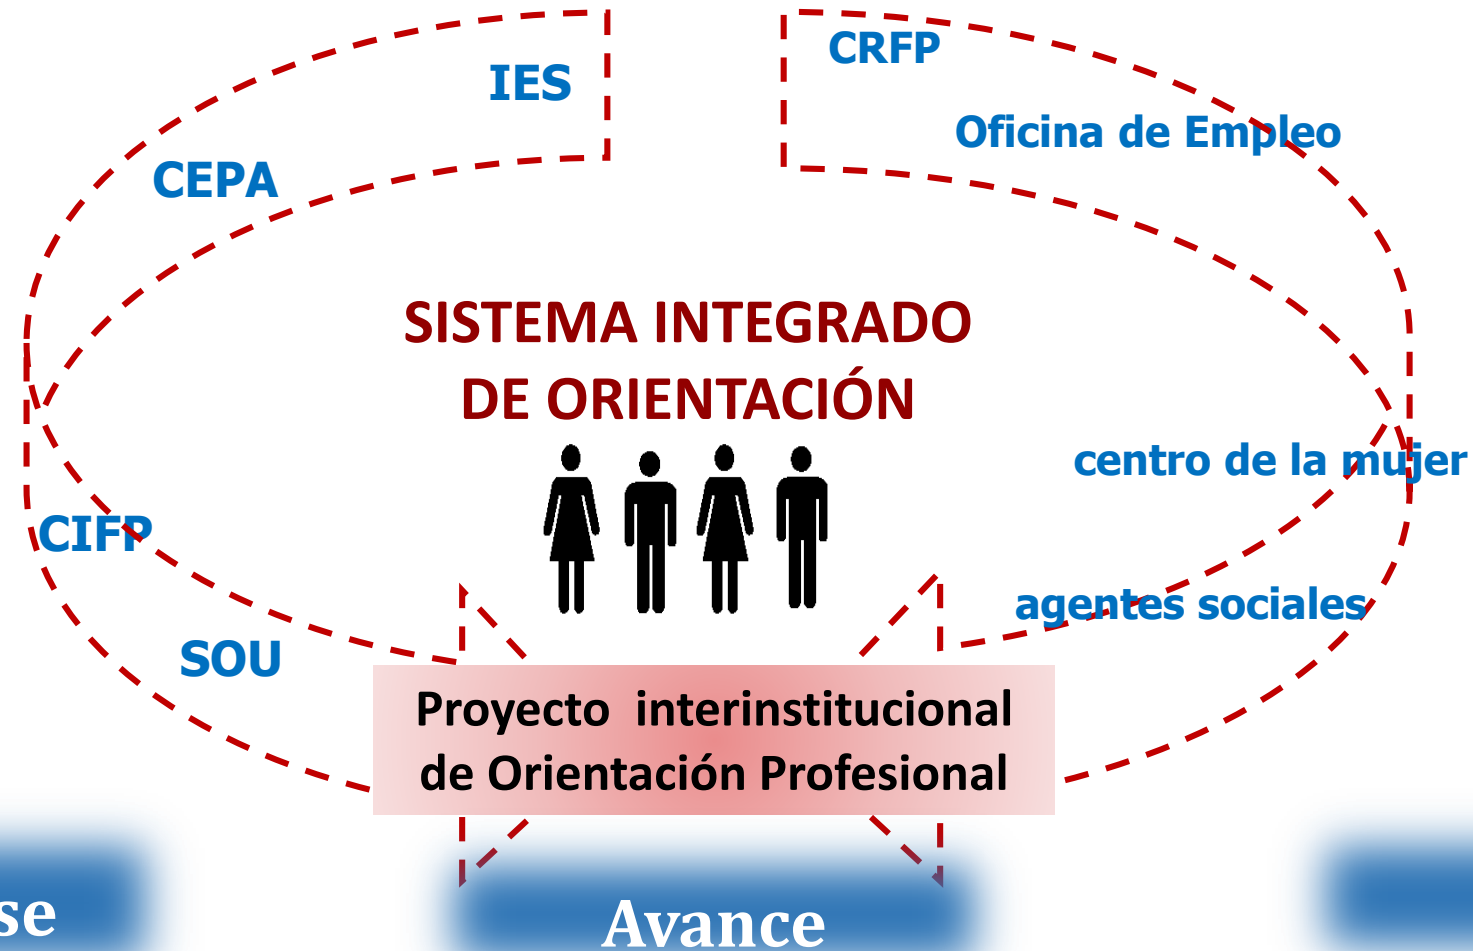 CRFP
IES
Oficina de Empleo
CEPA
SISTEMA INTEGRADO
DE ORIENTACIÓN
centro de la mujer
CIFP
agentes sociales
SOU
Proyecto interinstitucional
de Orientación Profesional
se
Avance